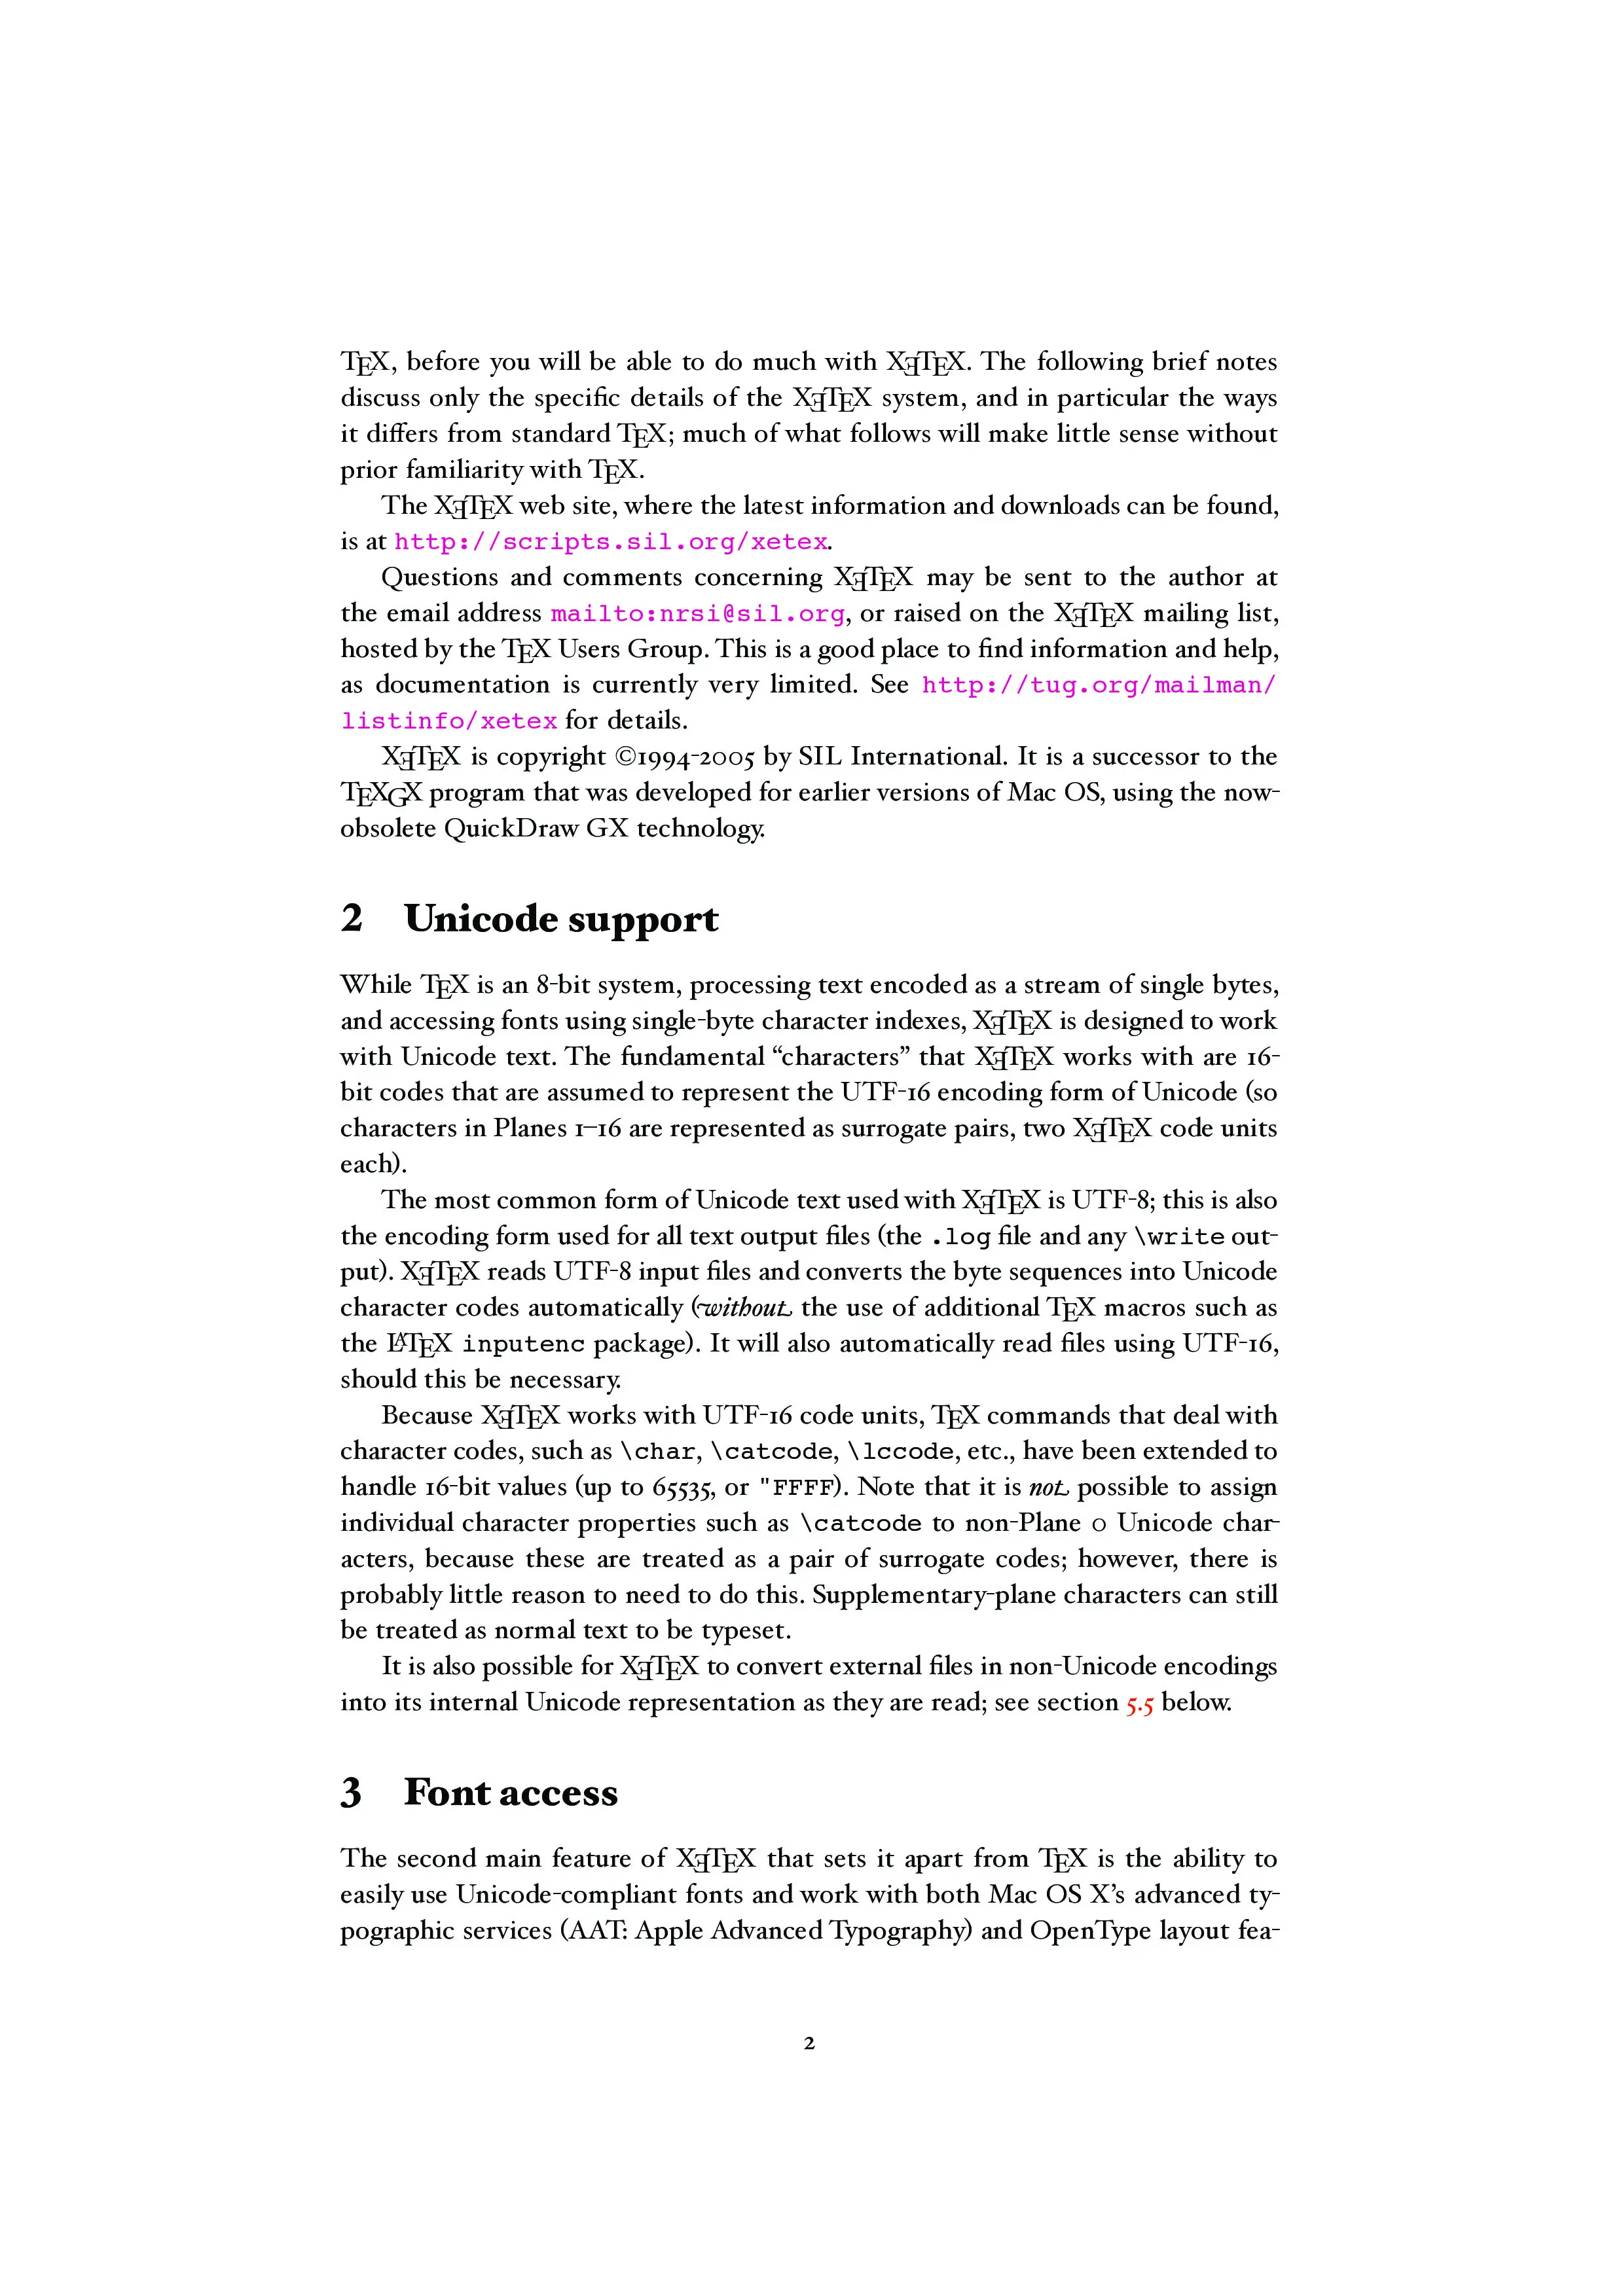 TEX, before you will be able to do much with XƎTEX. The following brief notes
discuss only the specific details of the XƎTEX system, and in particular the ways
it differs from standard TEX; much of what follows will make little sense without
prior familiarity with TEX.
The XƎTEX web site, where the latest information and downloads can be found,
is at http://scripts.sil.org/xetex.
Questions and comments concerning XƎTEX may be sent to the author at
the email address mailto:nrsi@sil.org, or raised on the XƎTEX mailing list,
hosted by the TEX Users Group. This is a good place to find information and help,
as documentation is currently very limited. See http://tug.org/mailman/
listinfo/xetex for details.
XƎTEX is copyright ©1994-2005 by SIL International. It is a successor to the
TEXGX program that was developed for earlier versions of Mac OS, using the now-
obsolete QuickDraw GX technology.
2 Unicode support
While TEX is an 8-bit system, processing text encoded as a stream of single bytes,
and accessing fonts using single-byte character indexes, XƎTEX is designed to work
with Unicode text. The fundamental “characters” that XƎTEX works with are 16-
bit codes that are assumed to represent the UTF-16 encoding form of Unicode (so
characters in Planes 1–16 are represented as surrogate pairs, two XƎTEX code units
each).
The most common form of Unicode text used with XƎTEX is UTF-8; this is also
the encoding form used for all text output files (the .log file and any \write out-
put). XƎTEX reads UTF-8 input files and converts the byte sequences into Unicode
character codes automatically (without the use of additional TEX macros such as
the LATEX inputenc package). It will also automatically read files using UTF-16,
should this be necessary.
Because XƎTEX works with UTF-16 code units, TEX commands that deal with
character codes, such as \char, \catcode, \lccode, etc., have been extended to
handle 16-bit values (up to 65535, or "FFFF). Note that it is not possible to assign
individual character properties such as \catcode to non-Plane 0 Unicode char-
acters, because these are treated as a pair of surrogate codes; however, there is
probably little reason to need to do this. Supplementary-plane characters can still
be treated as normal text to be typeset.
It is also possible for XƎTEX to convert external files in non-Unicode encodings
into its internal Unicode representation as they are read; see section 5.5 below.
3 Font access
The second main feature of XƎTEX that sets it apart from TEX is the ability to
easily use Unicode-compliant fonts and work with both Mac OS X’s advanced ty-
pographic services (AAT: Apple Advanced Typography) and OpenType layout fea-
2